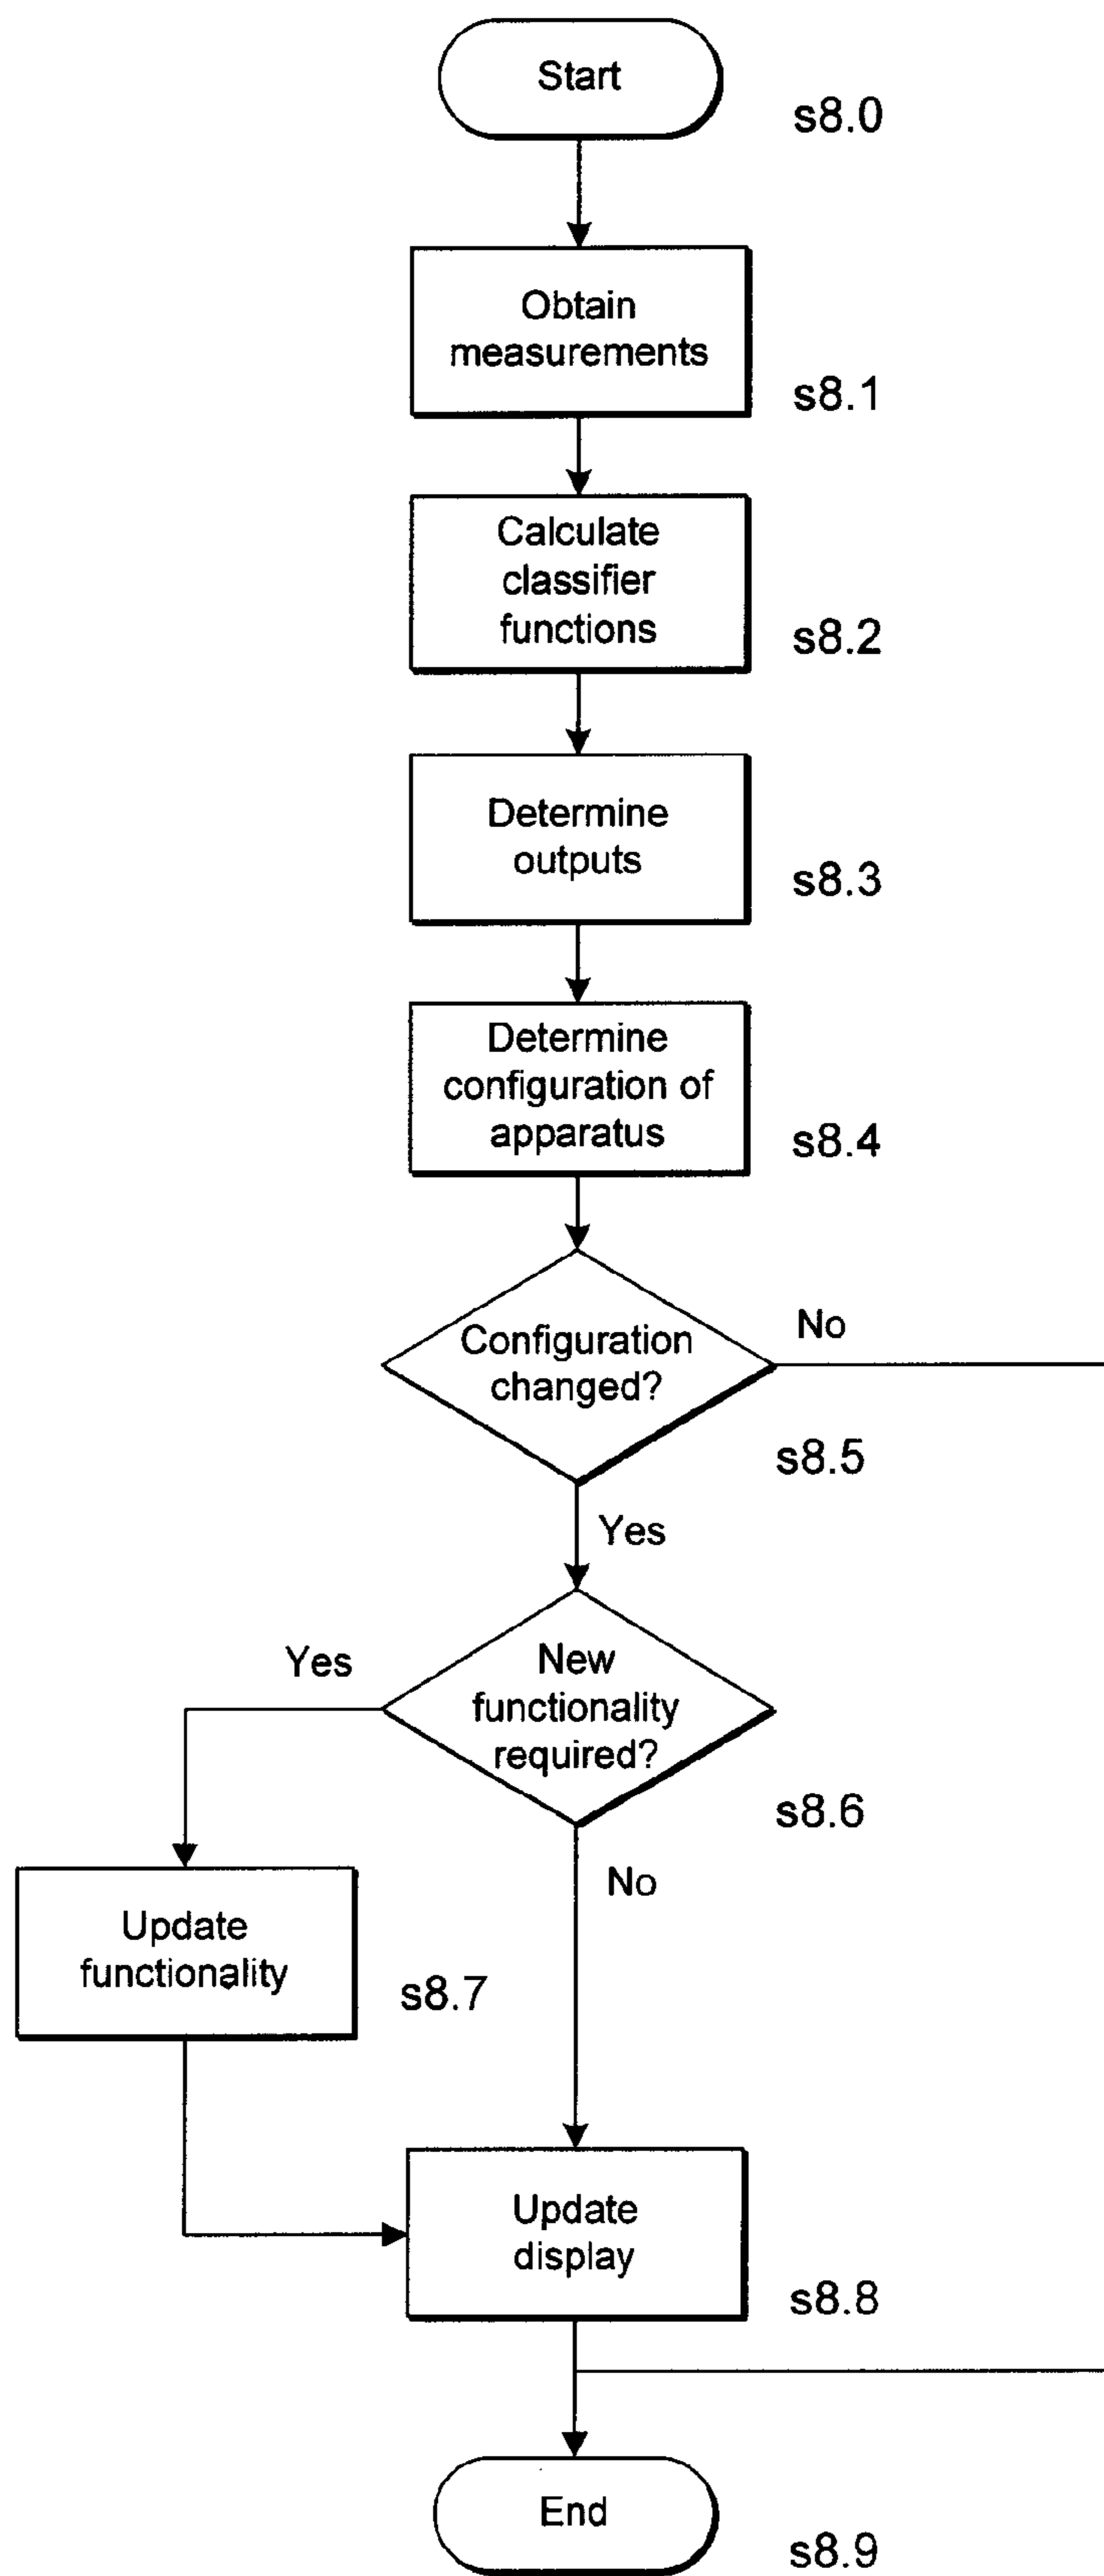 Start
s8.0
Obtain
measurements
s8.1
Calculate
classifier
functions
s8.2
Determine
outputs
s8.3
Determine
configuration of
apparatus
s8.4
Configuration
changed?
No
s8.5
Yes
New
functionality
required?
Yes
s8.6
No
Update
functionality
s8.7
Update
display
s8.8
End
s8.9